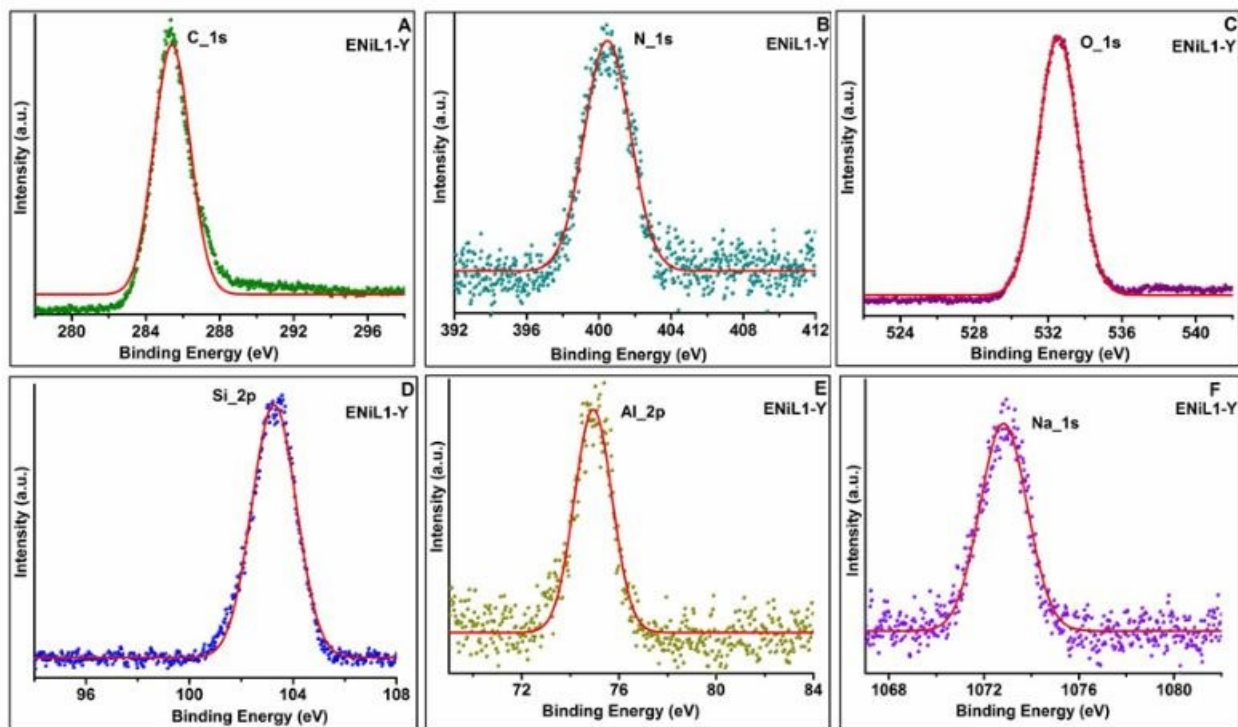 A
C_1s
ENiL1-Y
Intensity (a.u.)
280 284 288 292 296
Binding Energy (eV)
B
N_1s
ENiL1-Y
Intensity (a.u.)
392 396 400 404 408 412
Binding Energy (eV)
C
O_1s
ENiL1-Y
Intensity (a.u.)
524 528 532 536 540
Binding Energy (eV)
D
Si_2p
ENiL1-Y
Intensity (a.u.)
96 100 104 108
Binding Energy (eV)
E
Al_2p
ENiL1-Y
Intensity (a.u.)
72 76 80 84
Binding Energy (eV)
F
Na_1s
ENiL1-Y
Intensity (a.u.)
1068 1072 1076 1080
Binding Energy (eV)